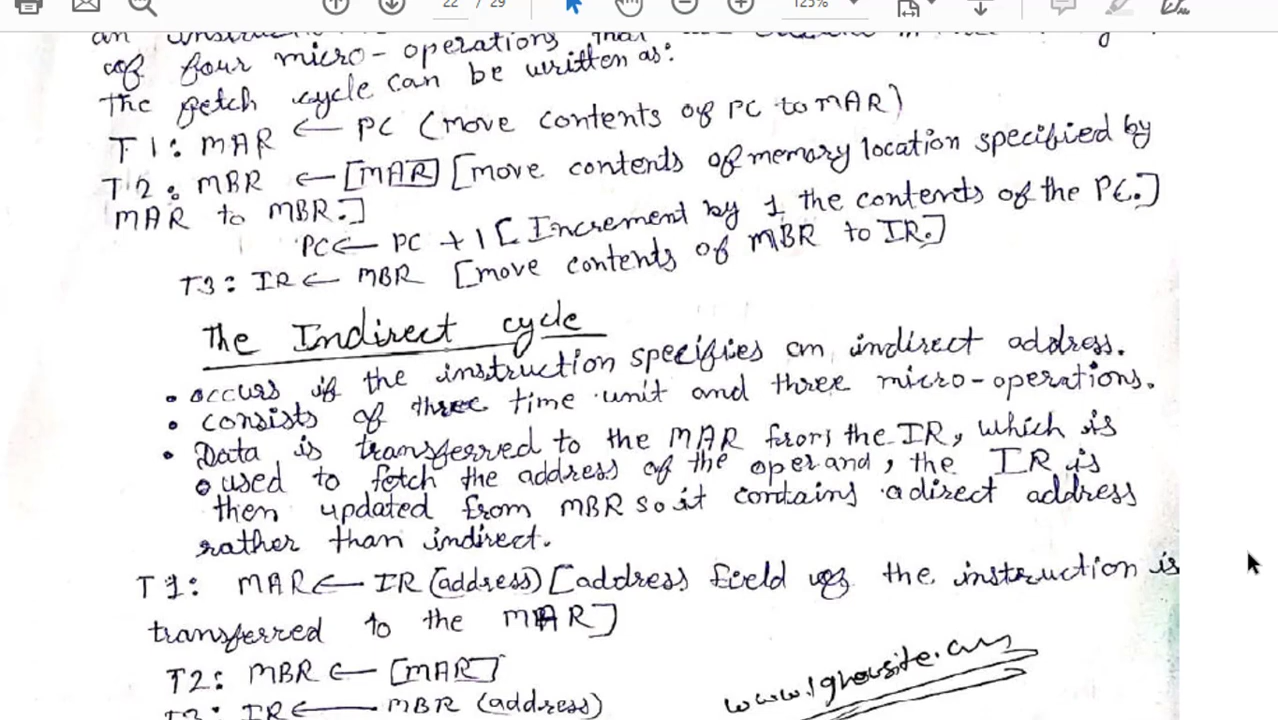 22 / 29
125%
an
of four micro-operations that
the fetch cycle can be written as:
T1: MAR ← PC (move contents of PC to MAR)
T2: MBR ← [MAR] [move contents of memory location specified by
MAR to MBR.]
PC ← PC + 1 [Increment by 1 the contents of the PC.]
T3: IR ← MBR [move contents of MBR to IR.]
The Indirect cycle
• occurs if the instruction specifies an indirect address.
• consists of three time unit and three micro-operations.
• Data is transferred to the MAR from the IR, which is
used to fetch the address of the operand, the IR is
then updated from MBR so it contains a direct address
rather than indirect.
T1: MAR ← IR (address) [address field of the instruction is
transferred to the MAR]
T2: MBR ← [MAR]
T3: IR ← MBR (address)